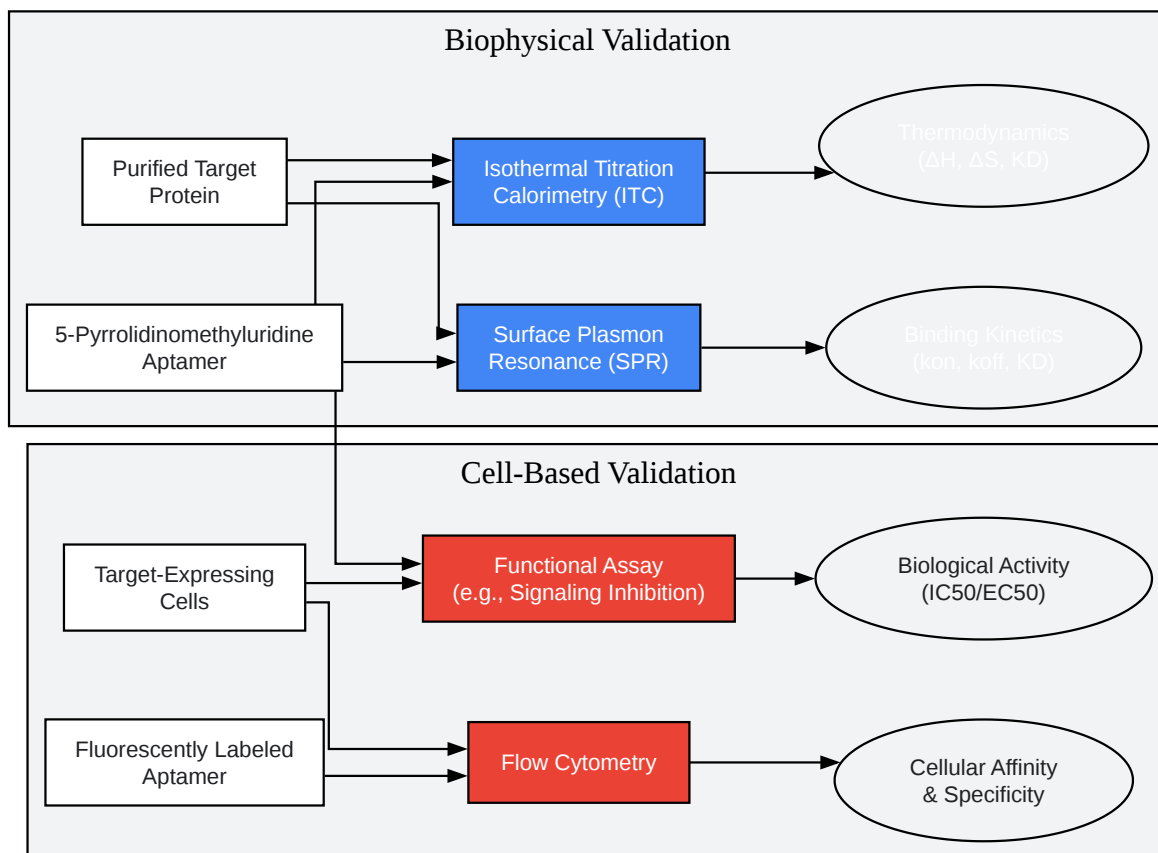 Biophysical Validation
Purified Target
Protein
Isothermal Titration
Calorimetry (ITC)
Thermodynamics
(ΔH, ΔS, KD)
5-Pyrrolidinomethyluridine
Aptamer
Surface Plasmon
Resonance (SPR)
Binding Kinetics
(kon, koff, KD)
Cell-Based Validation
Target-Expressing
Cells
Functional Assay
(e.g., Signaling Inhibition)
Biological Activity
(IC50/EC50)
Fluorescently Labeled
Aptamer
Flow Cytometry
Cellular Affinity
& Specificity